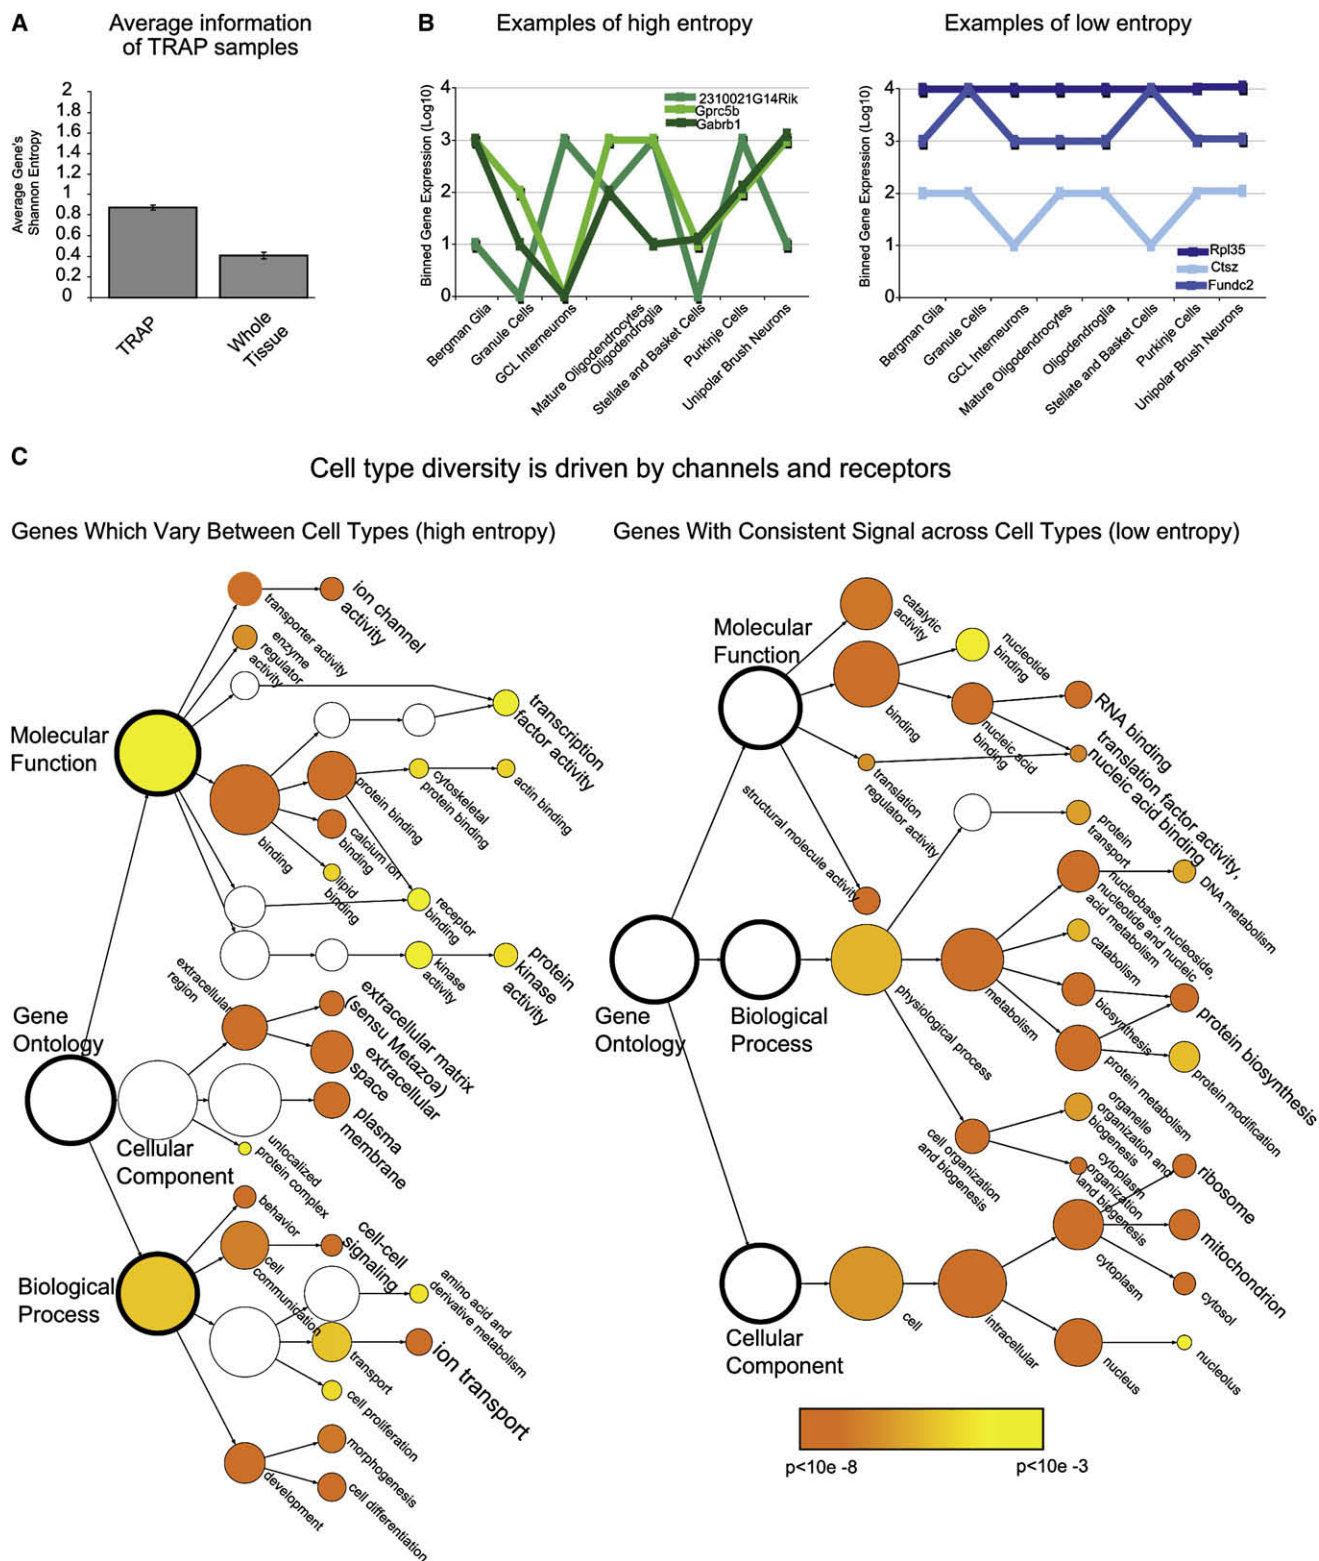 A
Average information
of TRAP samples
Average Gene's
Shannon Entropy
2
1.8
1.6
1.4
1.2
1
0.8
0.6
0.4
0.2
0
TRAP
Whole
Tissue
B
Examples of high entropy
Binned Gene Expression (Log10)
4
3
2
1
0
2310021G14Rik
Gprc5b
Gabrb1
Bergman Glia
Granule Cells
GCL Interneurons
Mature Oligodendrocytes
Oligodendroglia
Stellate and Basket Cells
Purkinje Cells
Unipolar Brush Neurons
Examples of low entropy
Binned Gene Expression (Log10)
4
3
2
1
0
Rpl35
Ctsz
Fundc2
Bergman Glia
Granule Cells
GCL Interneurons
Mature Oligodendrocytes
Oligodendroglia
Stellate and Basket Cells
Purkinje Cells
Unipolar Brush Neurons
C
Cell type diversity is driven by channels and receptors
Genes Which Vary Between Cell Types (high entropy)
ion channel
activity
transporter activity
enzyme
regulator
activity
transcription
factor activity
Molecular
Function
protein binding
cytoskeletal
protein binding
actin binding
binding
calcium ion
binding
lipid
binding
receptor
binding
kinase
activity
protein
kinase
activity
extracellular
region
extracellular matrix
(sensu Metazoa)
extracellular
space
Gene
Ontology
plasma
membrane
Cellular
Component
unlocalized
protein complex
behavior
cell
communication
cell-cell
signaling
Biological
Process
amino acid and
derivative metabolism
transport
ion transport
cell proliferation
morphogenesis
development
cell differentiation
Genes With Consistent Signal across Cell Types (low entropy)
catalytic
activity
Molecular
Function
nucleotide
binding
binding
nucleic acid
binding
RNA binding
translation factor activity,
nucleic acid binding
translation
regulator activity
structural molecule activity
protein
transport
nucleobase, nucleoside,
nucleotide and nucleic
acid metabolism
DNA metabolism
catabolism
Gene
Ontology
Biological
Process
physiological process
metabolism
biosynthesis
protein biosynthesis
protein metabolism
protein modification
cell organization
and biogenesis
organelle
organization and
biogenesis
cytoplasm
organization
and biogenesis
ribosome
mitochondrion
cytoplasm
cytosol
Cellular
Component
cell
intracellular
nucleus
nucleolus
p<10e -8
p<10e -3